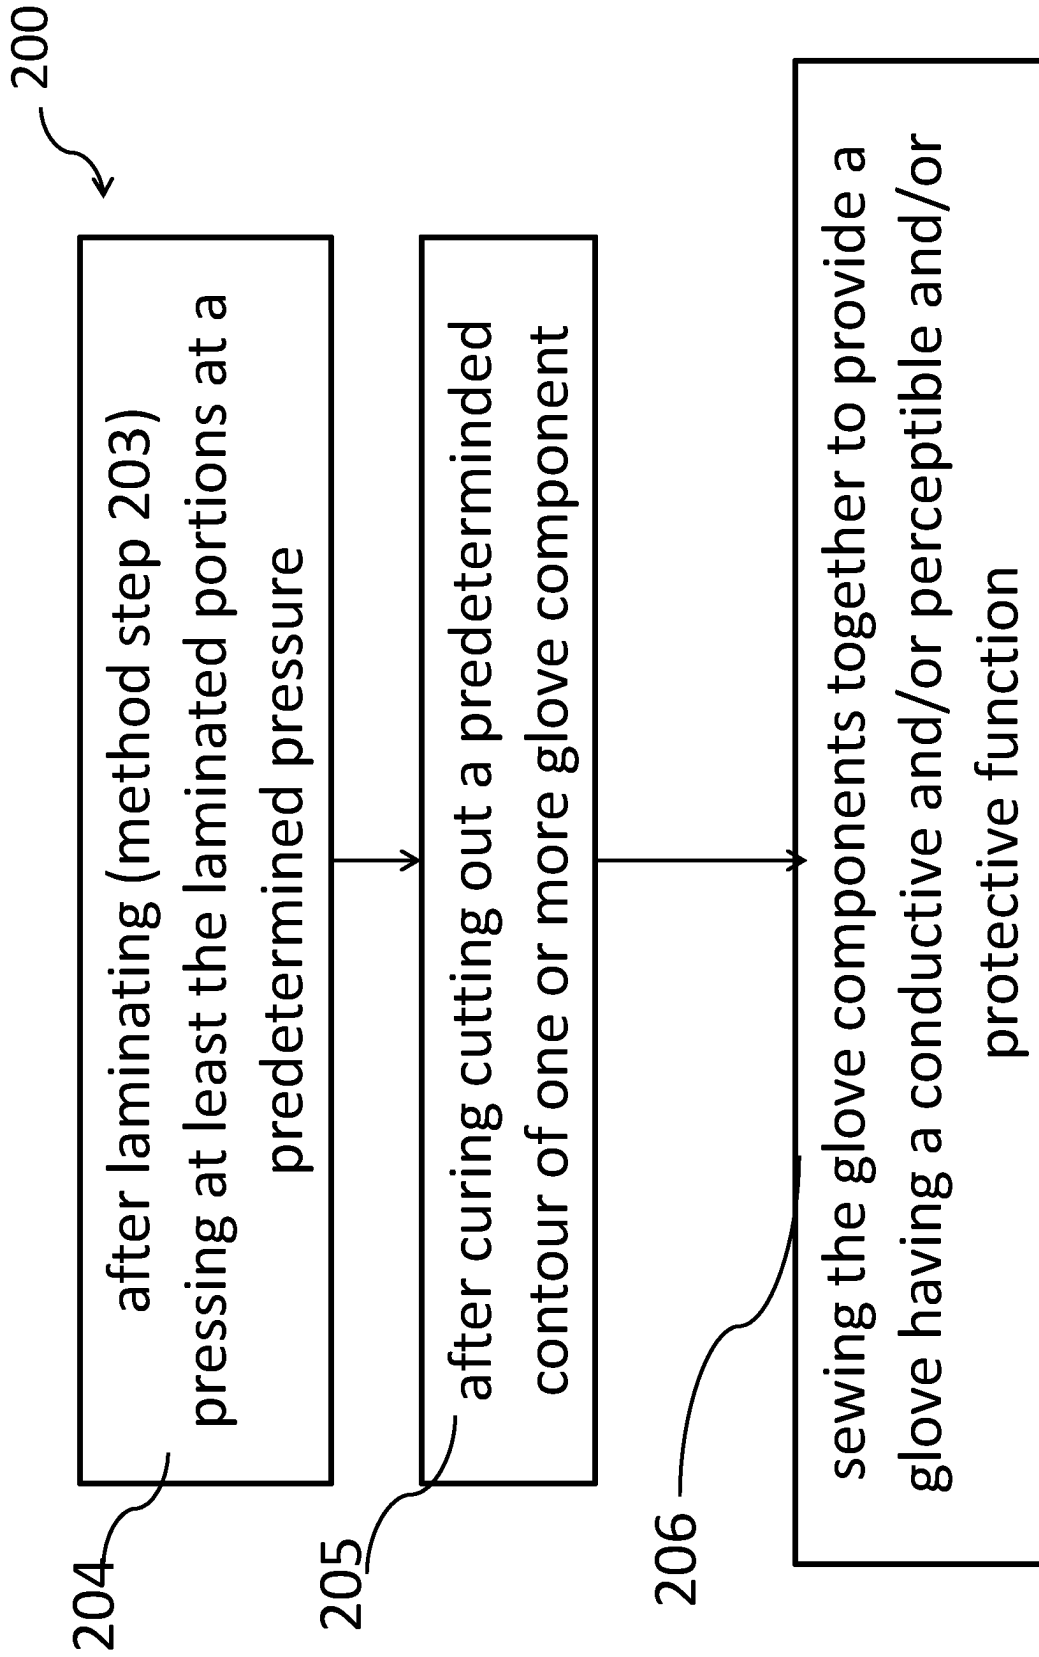 200
204
after laminating (method step 203)
pressing at least the laminated portions at a
predetermined pressure
205
after curing cutting out a predeterminded
contour of one or more glove component
206
sewing the glove components together to provide a
glove having a conductive and/or perceptible and/or
protective function